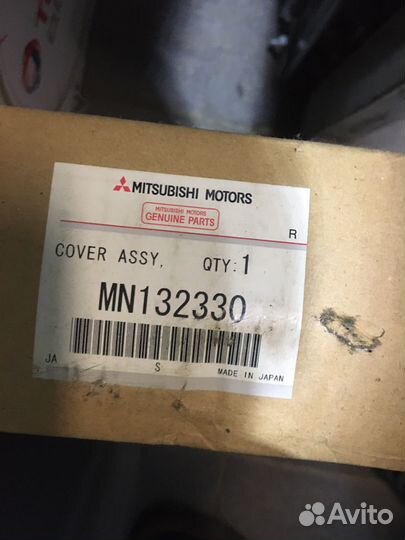 MITSUBISHI MOTORS
MITSUBISHI MOTORS
GENUINE PARTS
R
COVER ASSY, QTY:1
MN132330
JA S MADE IN JAPAN
Avito